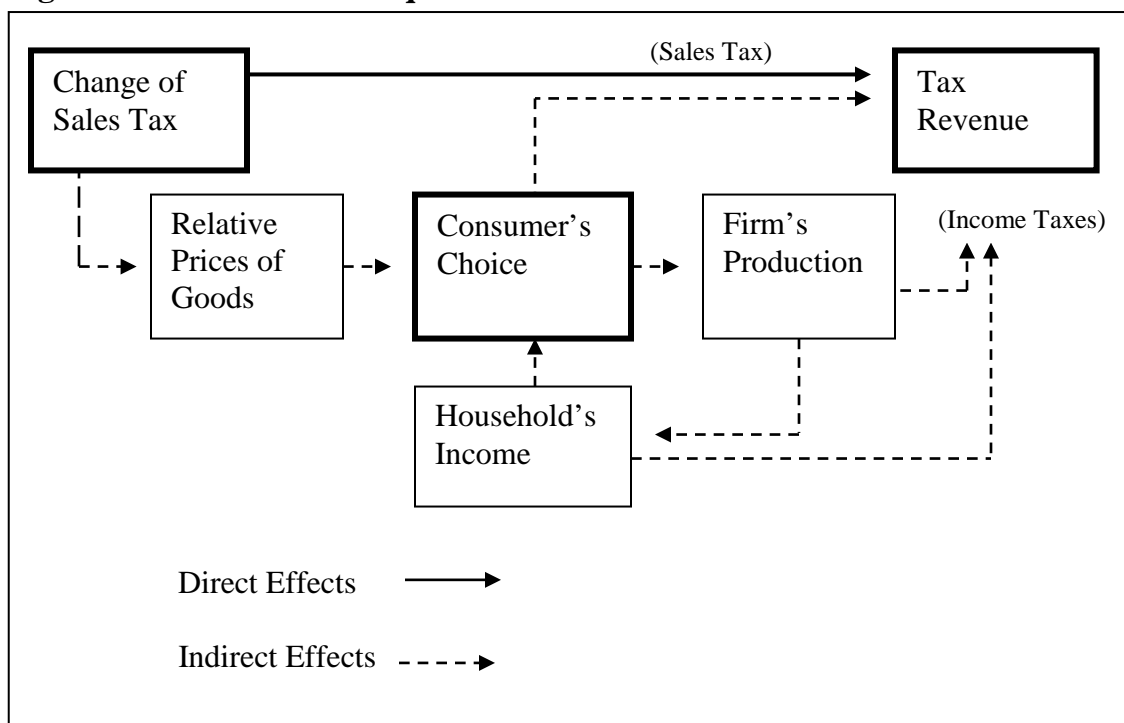 (Sales Tax)
Change of
Sales Tax
Tax
Revenue
Relative
Prices of
Goods
Consumer’s
Choice
Firm’s
Production
(Income Taxes)
Household’s
Income
Direct Effects
Indirect Effects